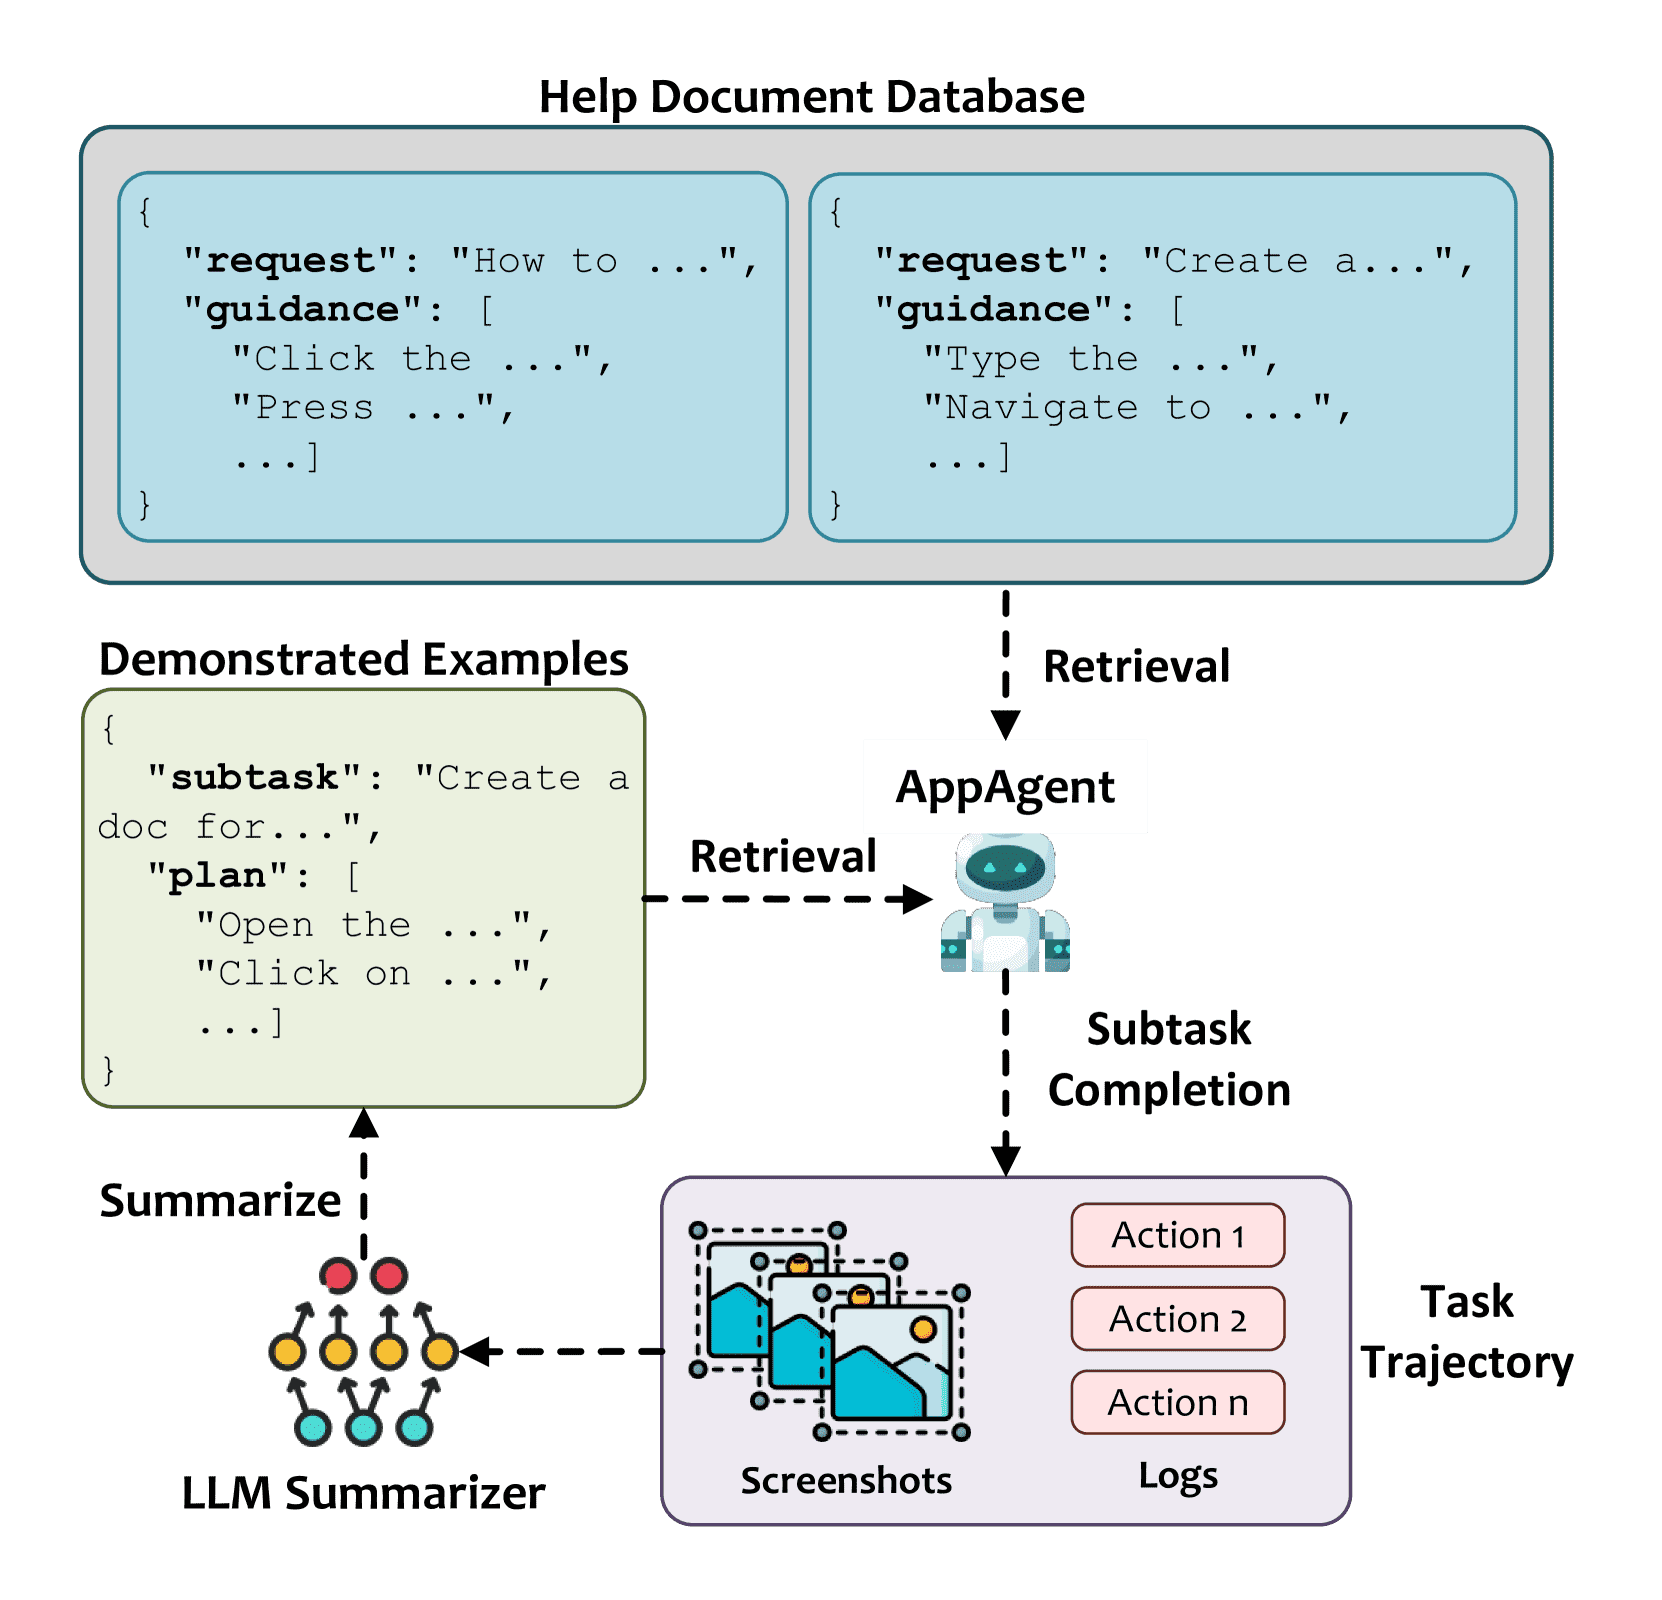 Help Document Database
{
"request": "How to ...",
"guidance": [
"Click the ...",
"Press ...",
...]
}
{
"request": "Create a...",
"guidance": [
"Type the ...",
"Navigate to ...",
...]
}
Retrieval
Demonstrated Examples
{
"subtask": "Create a
doc for...",
"plan": [
"Open the ...",
"Click on ...",
...]
}
Retrieval
AppAgent
Subtask
Completion
Summarize
LLM Summarizer
Screenshots
Action 1
Action 2
Action n
Logs
Task
Trajectory